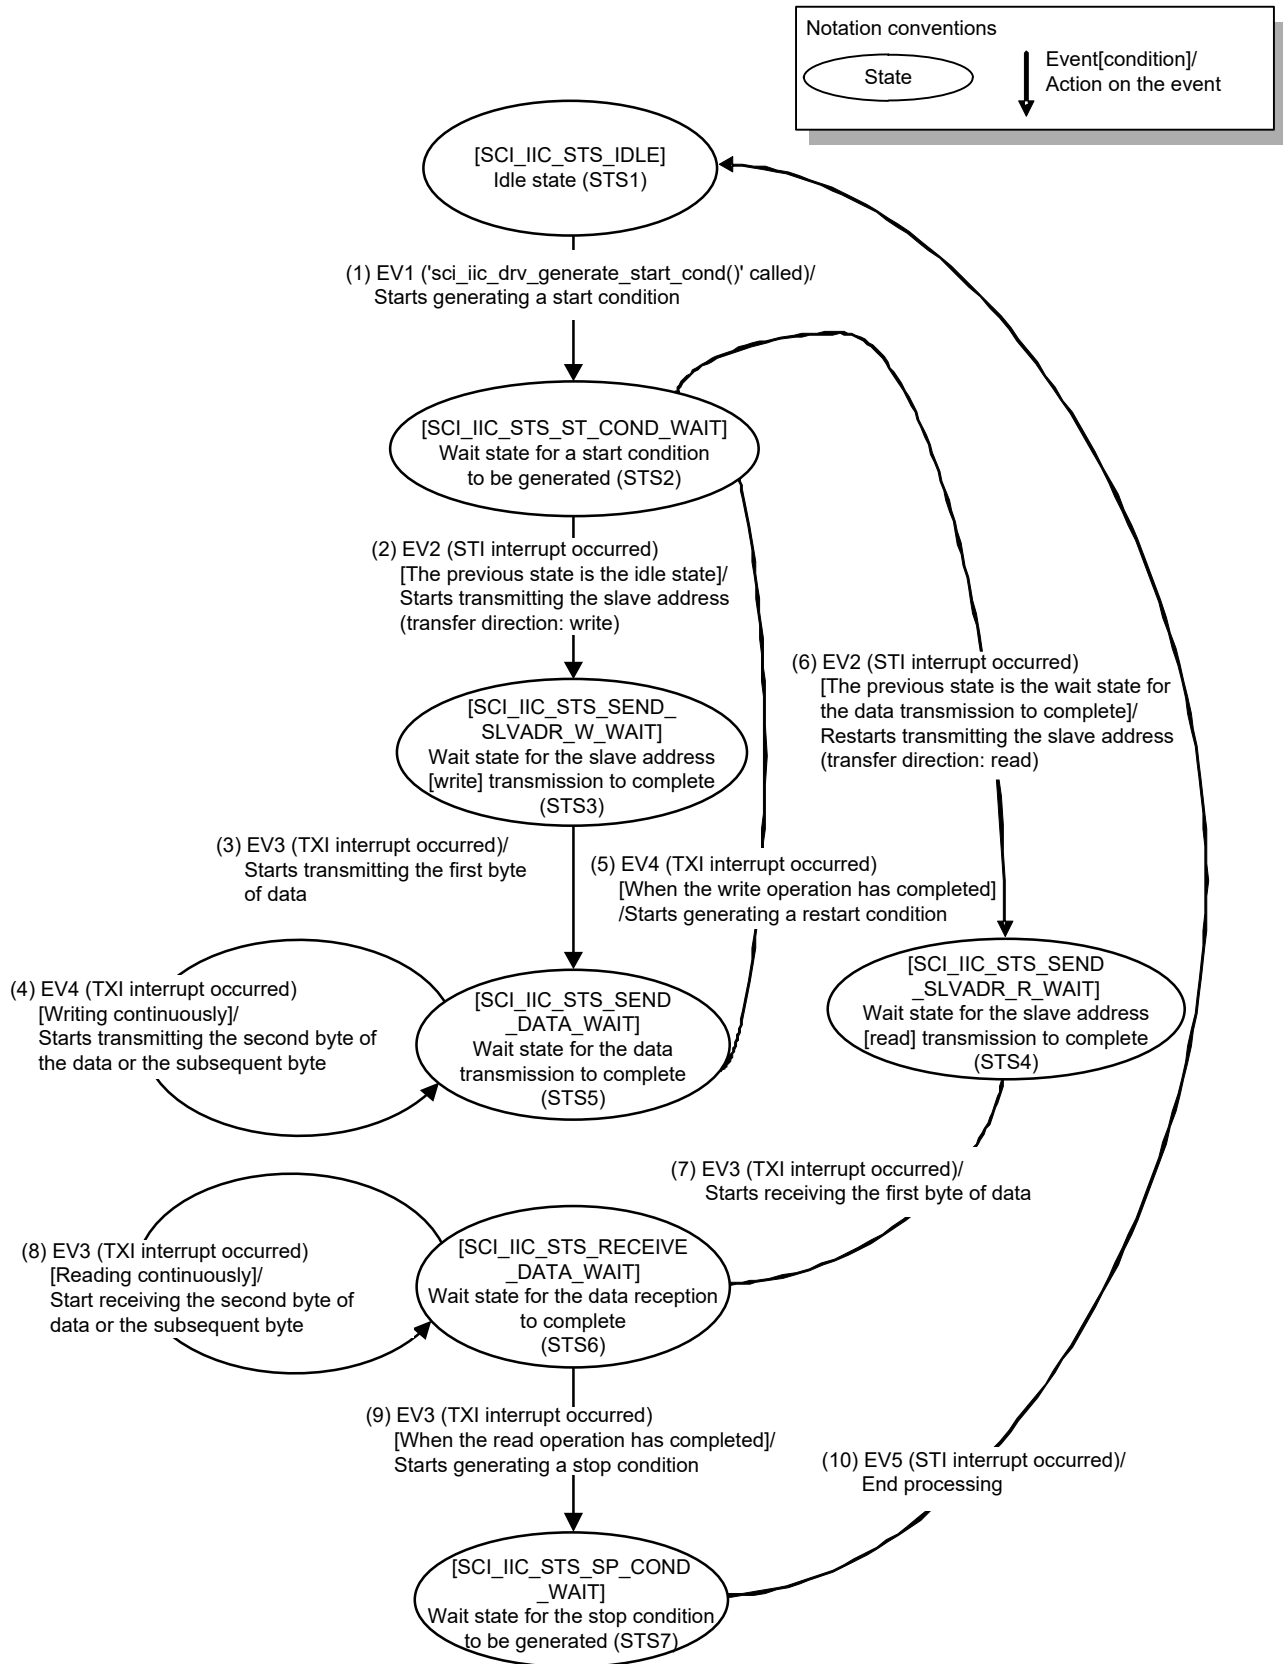 Notation conventions
State
Event[condition]/
Action on the event
[SCI_IIC_STS_IDLE]
Idle state (STS1)
(1) EV1 ('sci_iic_drv_generate_start_cond()' called)/
Starts generating a start condition
[SCI_IIC_STS_ST_COND_WAIT]
Wait state for a start condition
to be generated (STS2)
(2) EV2 (STI interrupt occurred)
[The previous state is the idle state]/
Starts transmitting the slave address
(transfer direction: write)
(6) EV2 (STI interrupt occurred)
[The previous state is the wait state for
the data transmission to complete]/
Restarts transmitting the slave address
(transfer direction: read)
[SCI_IIC_STS_SEND_
SLVADR_W_WAIT]
Wait state for the slave address
[write] transmission to complete
(STS3)
(3) EV3 (TXI interrupt occurred)/
Starts transmitting the first byte
of data
(5) EV4 (TXI interrupt occurred)
[When the write operation has completed]
/Starts generating a restart condition
(4) EV4 (TXI interrupt occurred)
[Writing continuously]/
Starts transmitting the second byte of
the data or the subsequent byte
[SCI_IIC_STS_SEND
_DATA_WAIT]
Wait state for the data
transmission to complete
(STS5)
[SCI_IIC_STS_SEND
_SLVADR_R_WAIT]
Wait state for the slave address
[read] transmission to complete
(STS4)
(7) EV3 (TXI interrupt occurred)/
Starts receiving the first byte of data
(8) EV3 (TXI interrupt occurred)
[Reading continuously]/
Start receiving the second byte of
data or the subsequent byte
[SCI_IIC_STS_RECEIVE
_DATA_WAIT]
Wait state for the data reception
to complete
(STS6)
(9) EV3 (TXI interrupt occurred)
[When the read operation has completed]/
Starts generating a stop condition
(10) EV5 (STI interrupt occurred)/
End processing
[SCI_IIC_STS_SP_COND
_WAIT]
Wait state for the stop condition
to be generated (STS7)